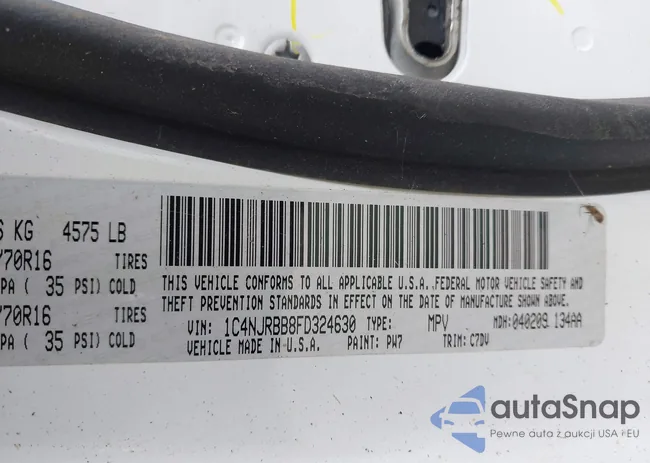 6 KG 4575 LB
/70R16 TIRES
PA ( 35 PSI) COLD
/70R16 TIRES
PA ( 35 PSI) COLD
THIS VEHICLE CONFORMS TO ALL APPLICABLE U.S.A. FEDERAL MOTOR VEHICLE SAFETY AND
THEFT PREVENTION STANDARDS IN EFFECT ON THE DATE OF MANUFACTURE SHOWN ABOVE.
VIN: 1C4NJRBB8FD324630 TYPE: MPV MDH: 040209 134AA
VEHICLE MADE IN U.S.A. PAINT: PW7 TRIM: C7DV
autaSnap
Pewne auta z aukcji USA i EU